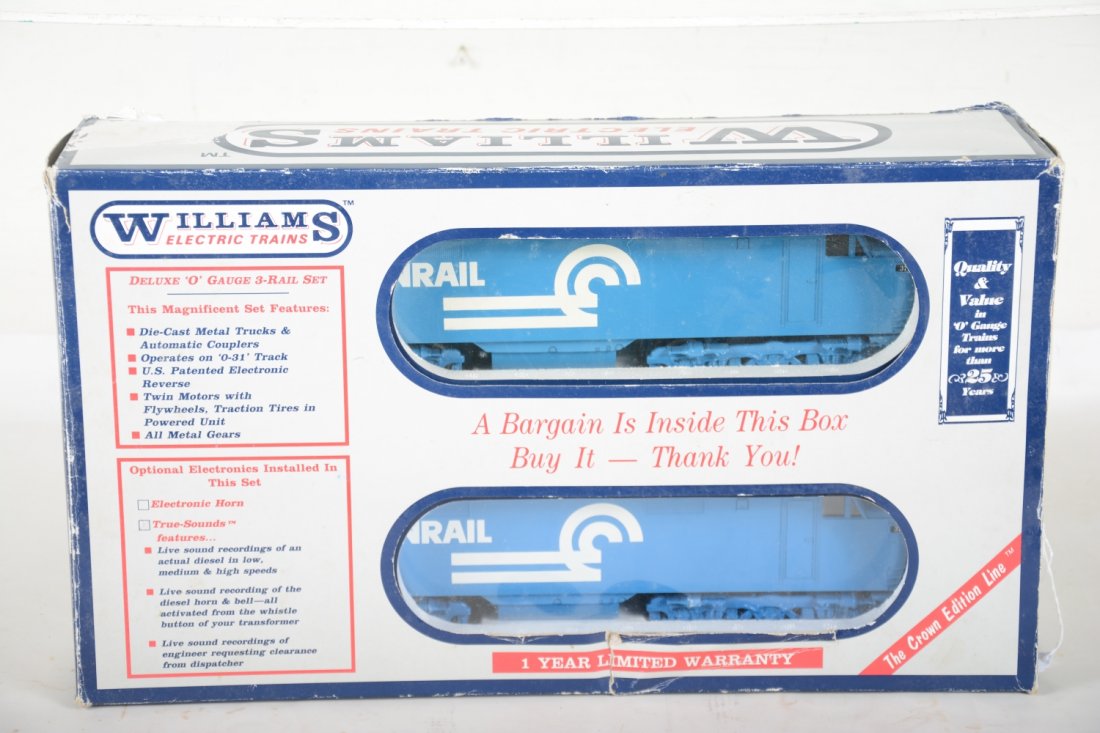 WILLIAMS
ELECTRIC TRAINS
TM
WILLIAMS™
ELECTRIC TRAINS
DELUXE 'O' GAUGE 3-RAIL SET
This Magnificent Set Features:
Die-Cast Metal Trucks &
Automatic Couplers
Operates on '0-31' Track
U.S. Patented Electronic
Reverse
Twin Motors with
Flywheels, Traction Tires in
Powered Unit
All Metal Gears
Optional Electronics Installed In
This Set
Electronic Horn
True-Sounds™
features...
Live sound recordings of an
actual diesel in low,
medium & high speeds
Live sound recording of the
diesel horn & bell—all
activated from the whistle
button of your transformer
Live sound recording of
engineer requesting clearance
from dispatcher
NRAIL
A Bargain Is Inside This Box
Buy It — Thank You!
NRAIL
1 YEAR LIMITED WARRANTY
Quality
&
Value
in
'O' Gauge
Trains
for more
than
25
Years
The Crown Edition Line™